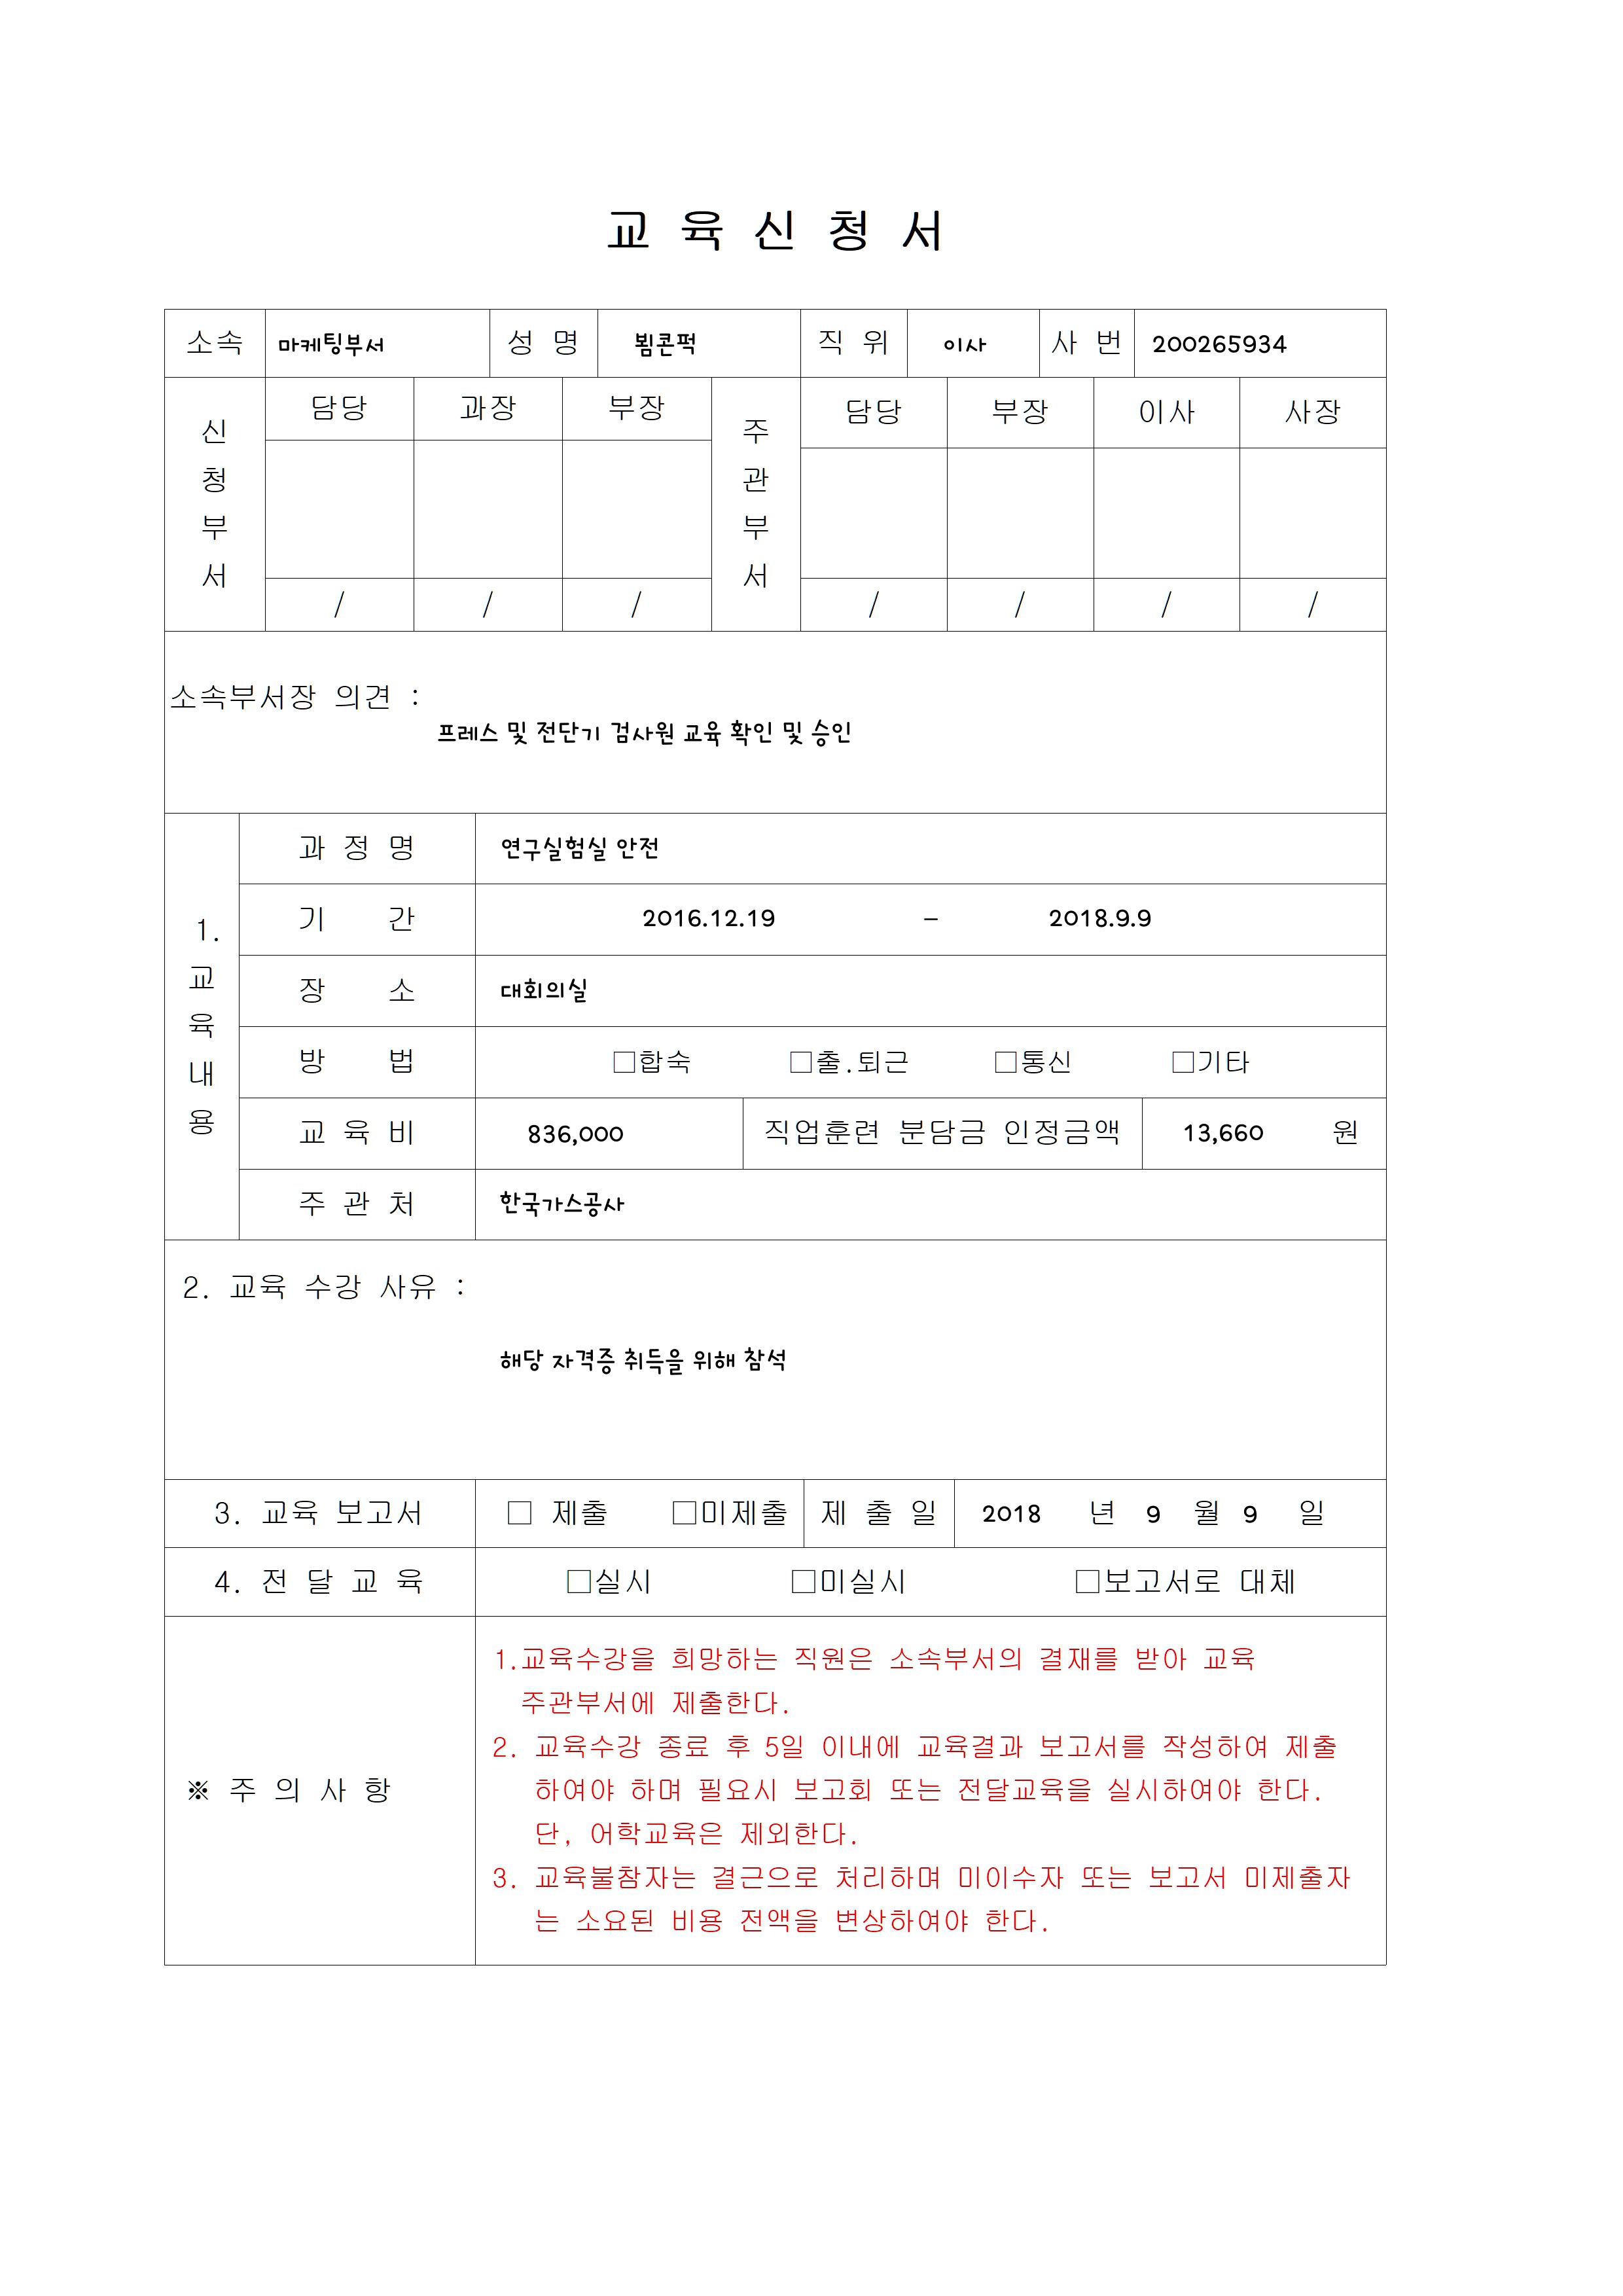 교 육 신 청 서
소속 마케팅부서 성 명 뵘콘퍽 직 위 이사 사 번 200265934
신청부서 담당 과장 부장 주관부서 담당 부장 이사 사장
/ / / / / / /
소속부서장 의견 :
프레스 및 전단기 검사원 교육 확인 및 승인
1. 교육내용
과 정 명 연구실험실 안전
기 간 2016.12.19 - 2018.9.9
장 소 대회의실
방 법 □합숙 □출.퇴근 □통신 □기타
교 육 비 836,000 직업훈련 분담금 인정금액 13,660 원
주 관 처 한국가스공사
2. 교육 수강 사유 :
해당 자격증 취득을 위해 참석
3. 교육 보고서 □ 제출 □미제출 제 출 일 2018 년 9 월 9 일
4. 전 달 교 육 □실시 □미실시 □보고서로 대체
※ 주 의 사 항
1.교육수강을 희망하는 직원은 소속부서의 결재를 받아 교육
주관부서에 제출한다.
2. 교육수강 종료 후 5일 이내에 교육결과 보고서를 작성하여 제출
하여야 하며 필요시 보고회 또는 전달교육을 실시하여야 한다.
단, 어학교육은 제외한다.
3. 교육불참자는 결근으로 처리하며 미이수자 또는 보고서 미제출자
는 소요된 비용 전액을 변상하여야 한다.